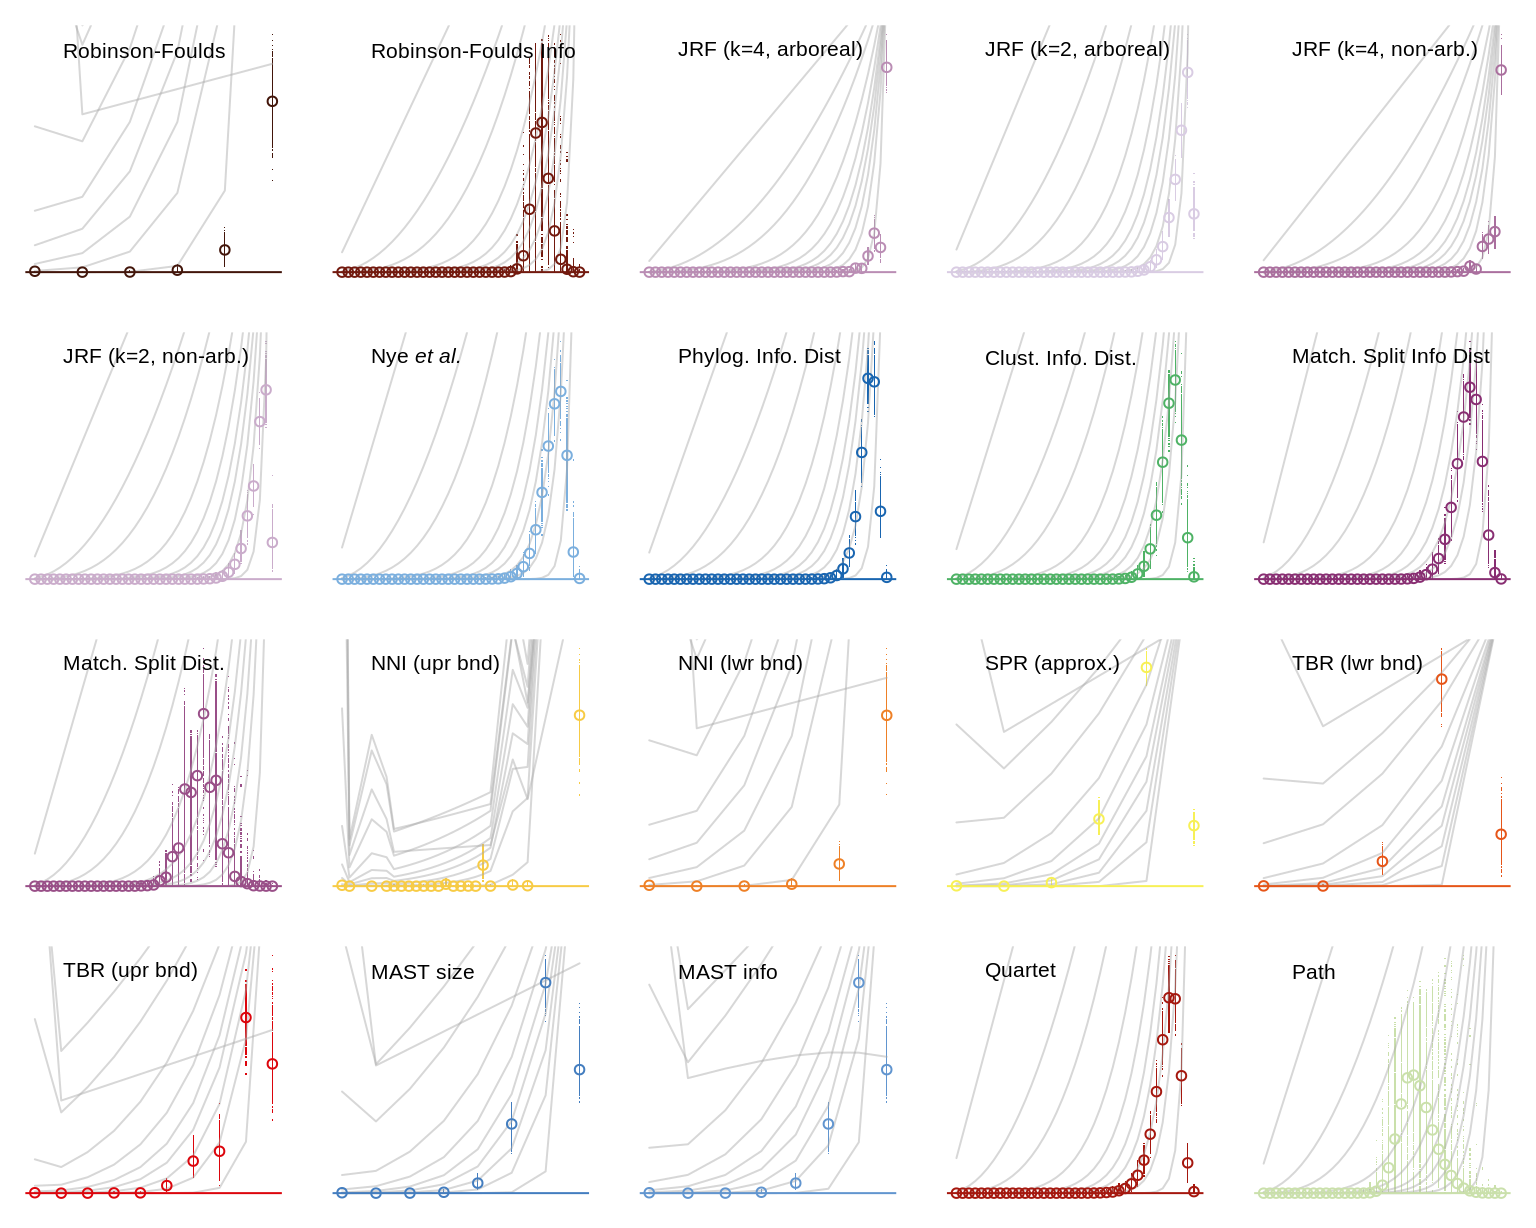 Robinson-Foulds
Robinson-Foulds Info
JRF (k=4, arboreal)
JRF (k=2, arboreal)
JRF (k=4, non-arb.)
JRF (k=2, non-arb.)
Nye et al.
Phylog. Info. Dist
Clust. Info. Dist.
Match. Split Info Dist
Match. Split Dist.
NNI (upr bnd)
NNI (lwr bnd)
SPR (approx.)
TBR (lwr bnd)
TBR (upr bnd)
MAST size
MAST info
Quartet
Path